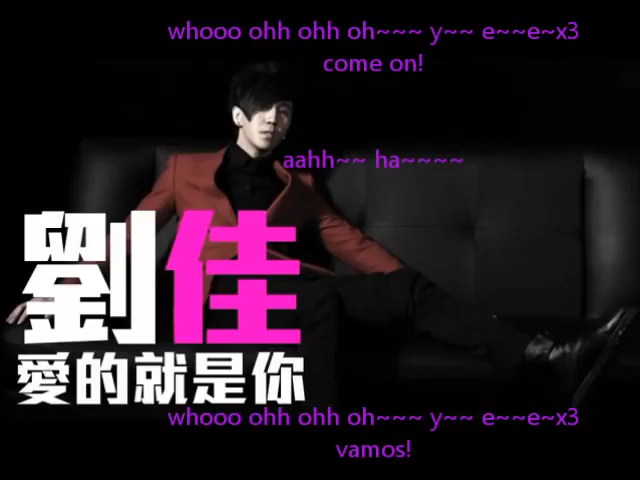 whooo ohh ohh oh~~~ y~~ e~~e~x3
come on!
aahh~~ ha~~~~
劉佳
愛的就是你
whooo ohh ohh oh~~~ y~~ e~~e~x3
vamos!